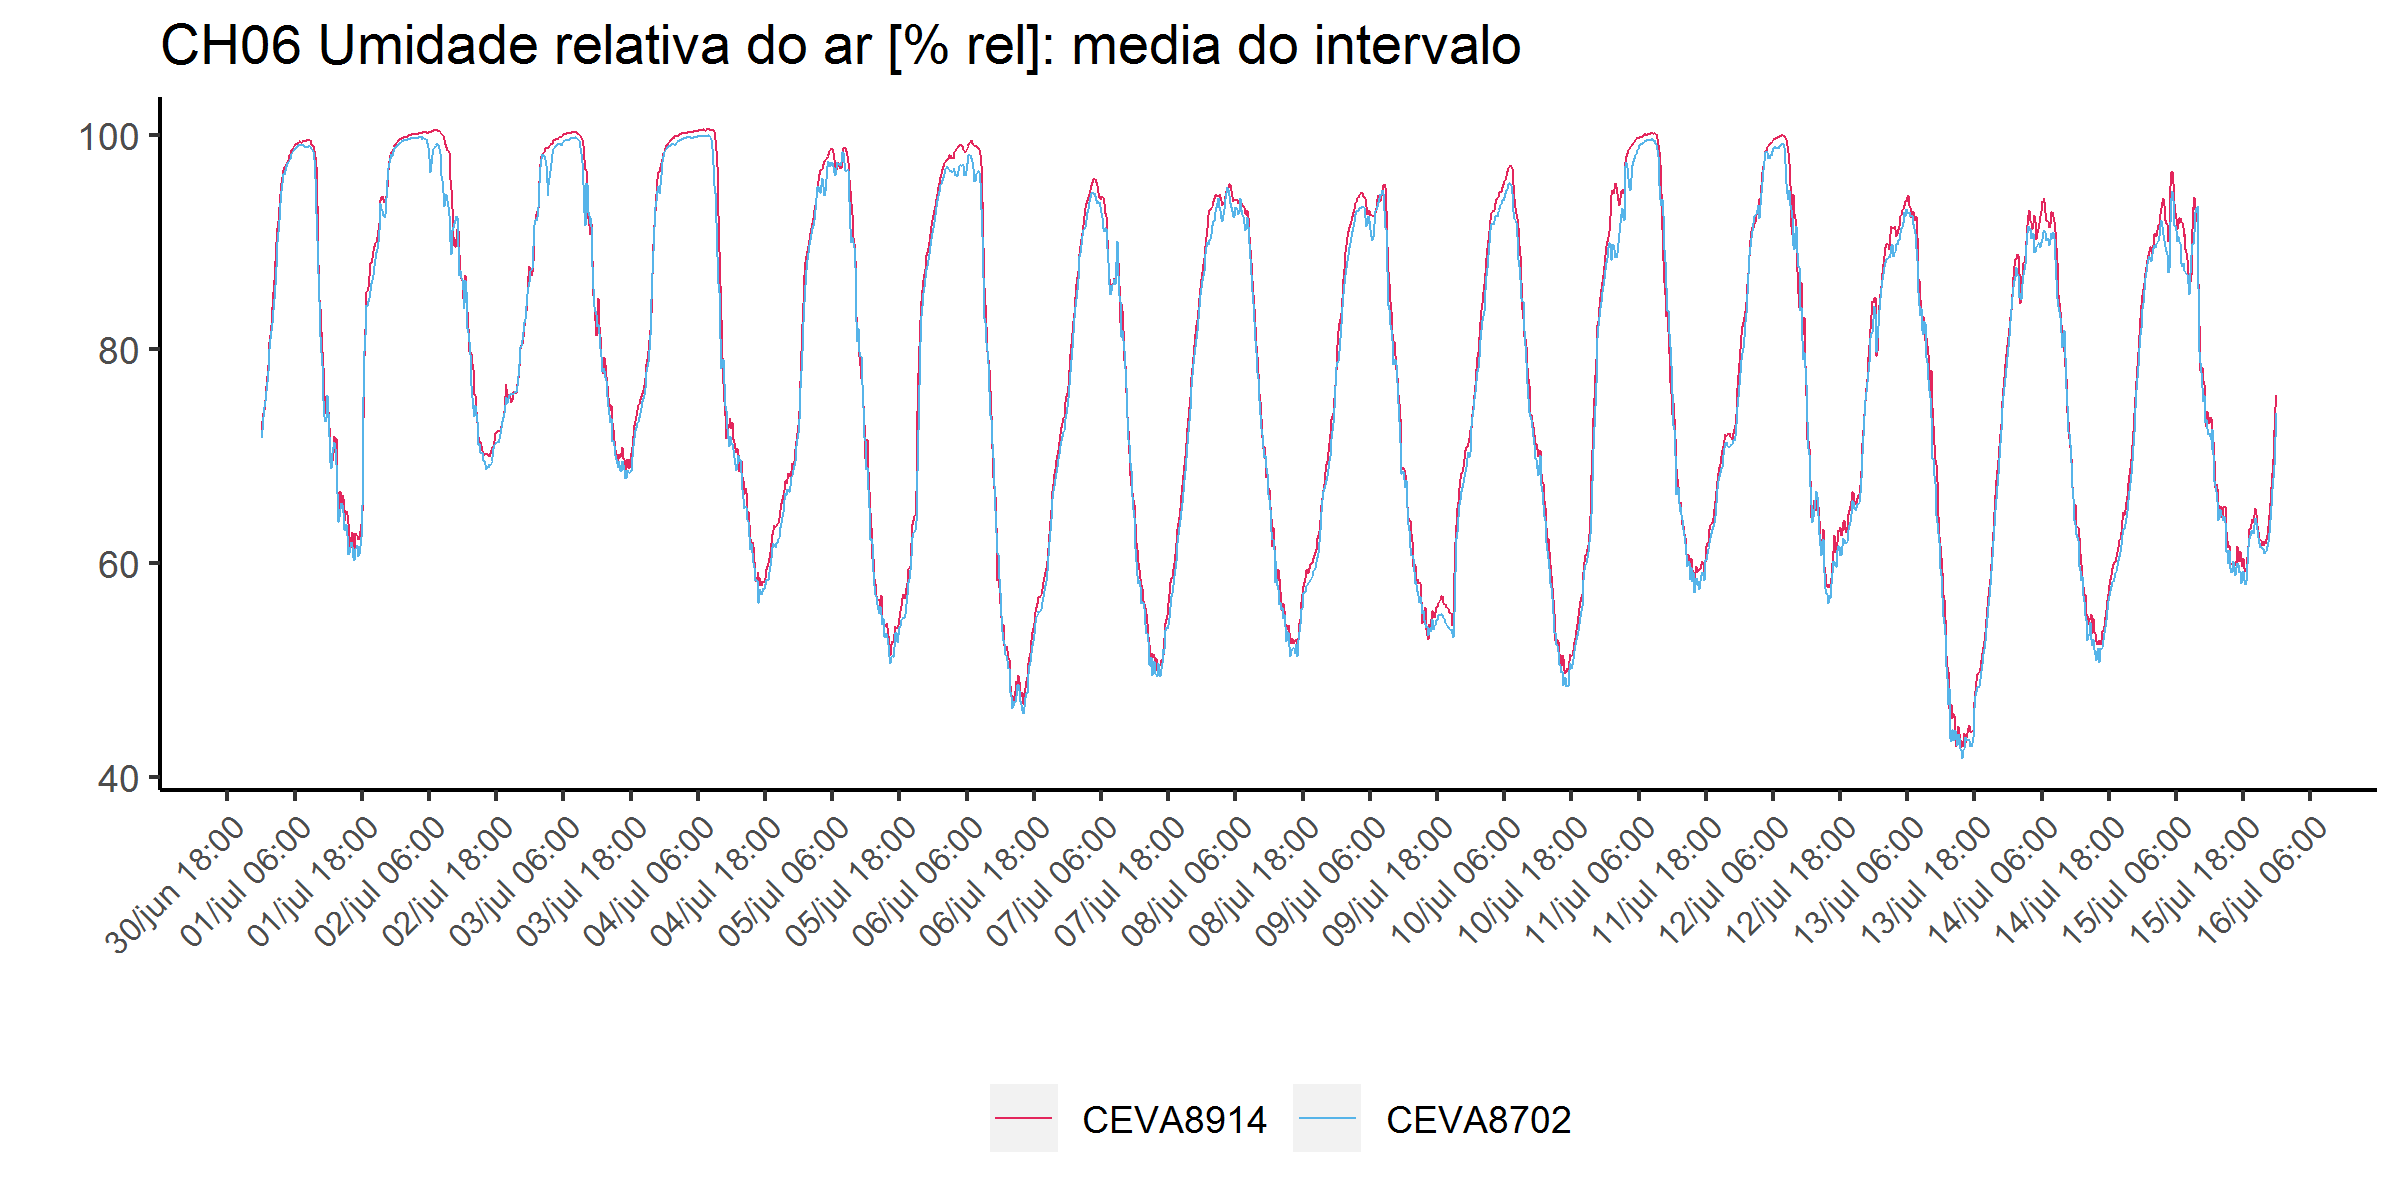 CH06 Umidade relativa do ar [% rel]: media do intervalo
100
80
60
40
30/jun 18:00
01/jul 06:00
01/jul 18:00
02/jul 06:00
02/jul 18:00
03/jul 06:00
03/jul 18:00
04/jul 06:00
04/jul 18:00
05/jul 06:00
05/jul 18:00
06/jul 06:00
06/jul 18:00
07/jul 06:00
07/jul 18:00
08/jul 06:00
08/jul 18:00
09/jul 06:00
09/jul 18:00
10/jul 06:00
10/jul 18:00
11/jul 06:00
11/jul 18:00
12/jul 06:00
12/jul 18:00
13/jul 06:00
13/jul 18:00
14/jul 06:00
14/jul 18:00
15/jul 06:00
15/jul 18:00
16/jul 06:00
CEVA8914
CEVA8702